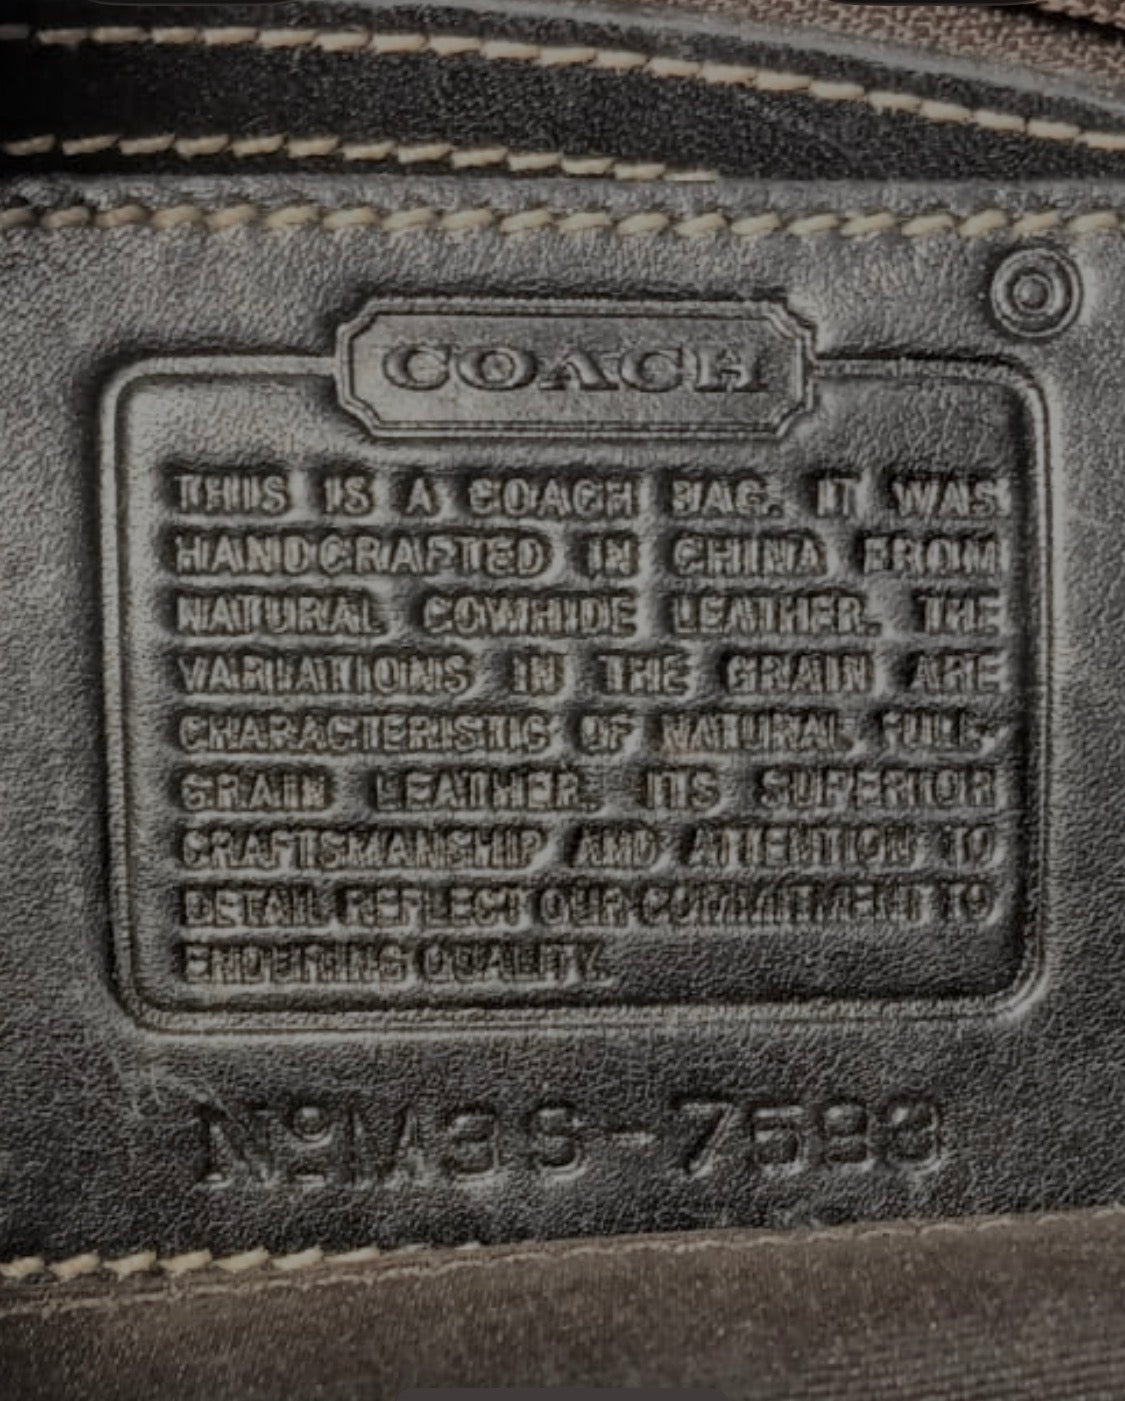 COACH
THIS IS A COACH BAG. IT WAS
HANDCRAFTED IN CHINA FROM
NATURAL COWHIDE LEATHER. THE
VARIATIONS IN THE GRAIN ARE
CHARACTERISTIC OF NATURAL FULL-
GRAIN LEATHER. ITS SUPERIOR
CRAFTSMANSHIP AND ATTENTION TO
DETAIL REFLECT OUR COMMITMENT TO
ENDURING QUALITY.
Nº